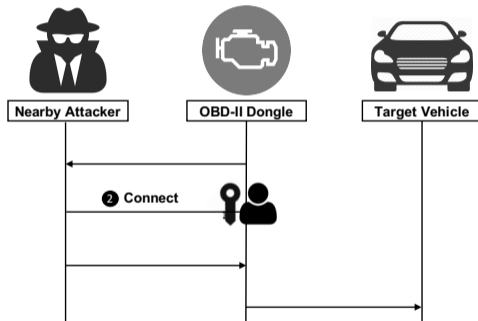 Nearby Attacker
OBD-II Dongle
Target Vehicle
2 Connect